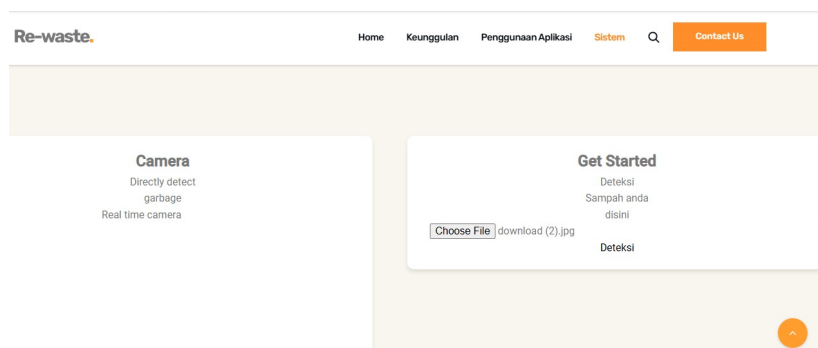 Re-waste.
Home Keunggulan Penggunaan Aplikasi Sistem Contact Us
Camera
Directly detect
garbage
Real time camera
Get Started
Deteksi
Sampah anda
disini
Choose File download (2).jpg
Deteksi